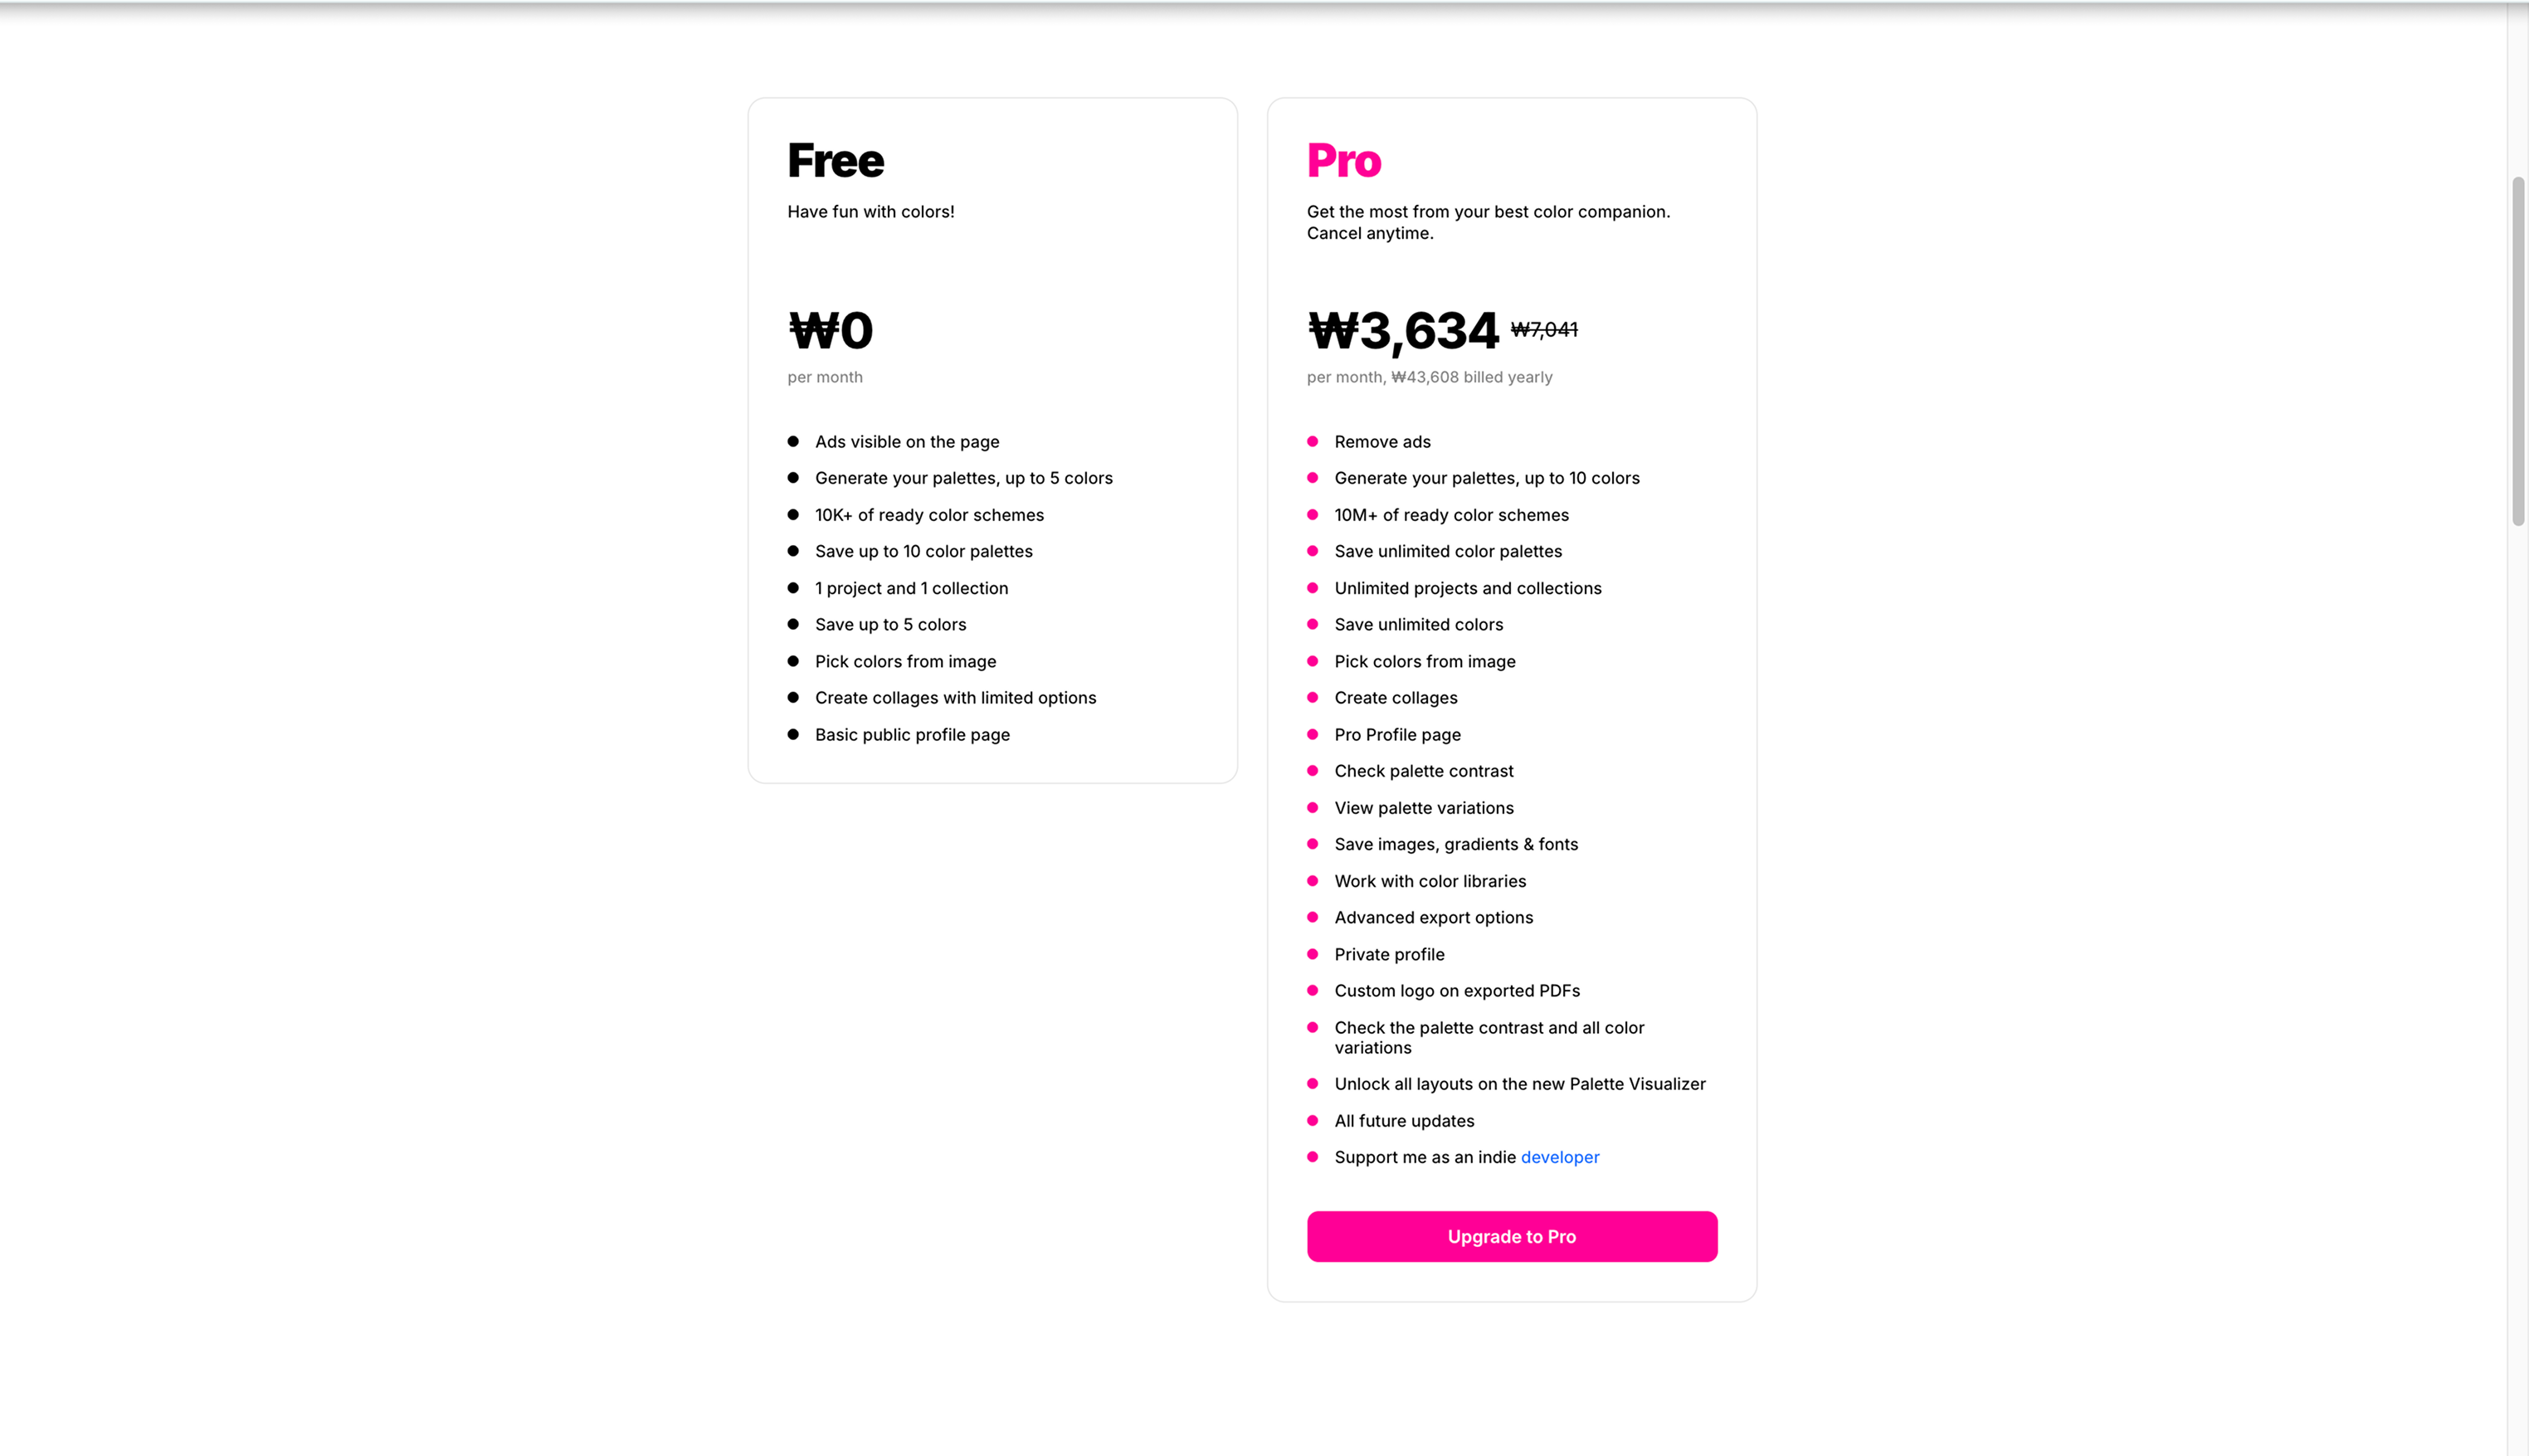 Free
Have fun with colors!
₩0
per month
Ads visible on the page
Generate your palettes, up to 5 colors
10K+ of ready color schemes
Save up to 10 color palettes
1 project and 1 collection
Save up to 5 colors
Pick colors from image
Create collages with limited options
Basic public profile page
Pro
Get the most from your best color companion.
Cancel anytime.
₩3,634 ₩7,041
per month, ₩43,608 billed yearly
Remove ads
Generate your palettes, up to 10 colors
10M+ of ready color schemes
Save unlimited color palettes
Unlimited projects and collections
Save unlimited colors
Pick colors from image
Create collages
Pro Profile page
Check palette contrast
View palette variations
Save images, gradients & fonts
Work with color libraries
Advanced export options
Private profile
Custom logo on exported PDFs
Check the palette contrast and all color
variations
Unlock all layouts on the new Palette Visualizer
All future updates
Support me as an indie developer
Upgrade to Pro